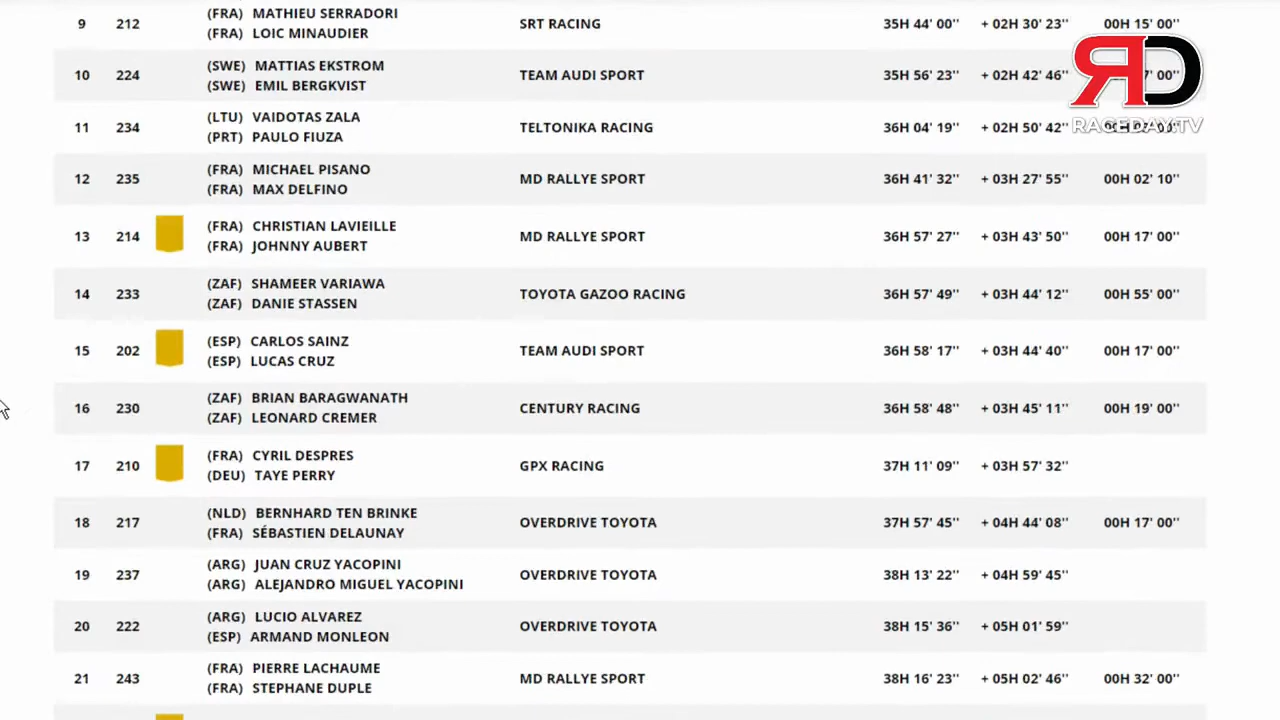 9 212 (FRA) MATHIEU SERRADORI SRT RACING 35H 44' 00'' + 02H 30' 23'' 00H 15' 00''
(FRA) LOIC MINAUDIER
10 224 (SWE) MATTIAS EKSTROM TEAM AUDI SPORT 35H 56' 23'' + 02H 42' 46'' 00''
(SWE) EMIL BERGKVIST
RD
RACEDAY.TV
11 234 (LTU) VAIDOTAS ZALA TELTONIKA RACING 36H 04' 19'' + 02H 50' 42''
(PRT) PAULO FIUZA
12 235 (FRA) MICHAEL PISANO MD RALLYE SPORT 36H 41' 32'' + 03H 27' 55'' 00H 02' 10''
(FRA) MAX DELFINO
13 214 (FRA) CHRISTIAN LAVIEILLE MD RALLYE SPORT 36H 57' 27'' + 03H 43' 50'' 00H 17' 00''
(FRA) JOHNNY AUBERT
14 233 (ZAF) SHAMEER VARIAWA TOYOTA GAZOO RACING 36H 57' 49'' + 03H 44' 12'' 00H 55' 00''
(ZAF) DANIE STASSEN
15 202 (ESP) CARLOS SAINZ TEAM AUDI SPORT 36H 58' 17'' + 03H 44' 40'' 00H 17' 00''
(ESP) LUCAS CRUZ
16 230 (ZAF) BRIAN BARAGWANATH CENTURY RACING 36H 58' 48'' + 03H 45' 11'' 00H 19' 00''
(ZAF) LEONARD CREMER
17 210 (FRA) CYRIL DESPRES GPX RACING 37H 11' 09'' + 03H 57' 32''
(DEU) TAYE PERRY
18 217 (NLD) BERNHARD TEN BRINKE OVERDRIVE TOYOTA 37H 57' 45'' + 04H 44' 08'' 00H 17' 00''
(FRA) SÉBASTIEN DELAUNAY
19 237 (ARG) JUAN CRUZ YACOPINI OVERDRIVE TOYOTA 38H 13' 22'' + 04H 59' 45''
(ARG) ALEJANDRO MIGUEL YACOPINI
20 222 (ARG) LUCIO ALVAREZ OVERDRIVE TOYOTA 38H 15' 36'' + 05H 01' 59''
(ESP) ARMAND MONLEON
21 243 (FRA) PIERRE LACHAUME MD RALLYE SPORT 38H 16' 23'' + 05H 02' 46'' 00H 32' 00''
(FRA) STEPHANE DUPLE